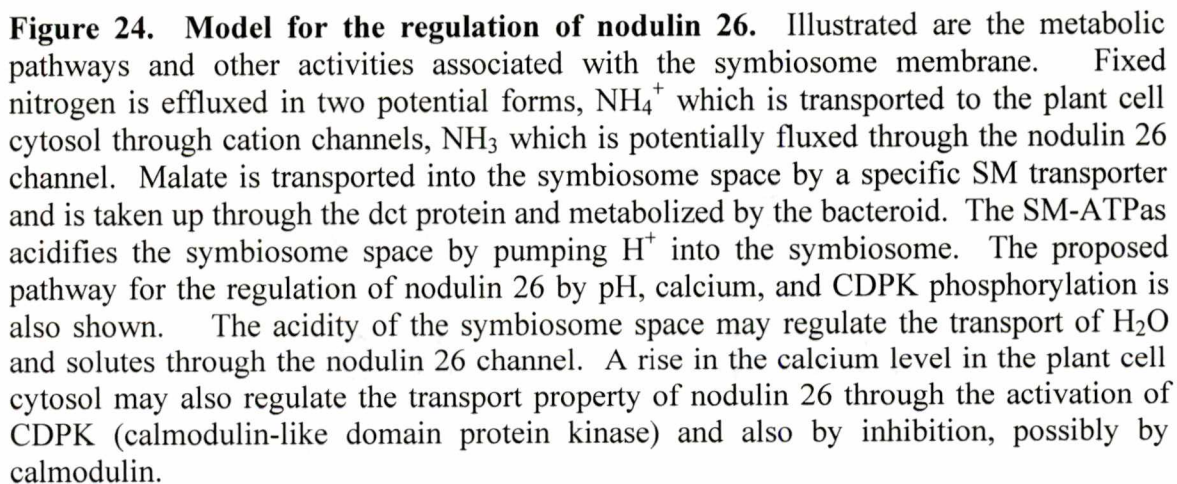 Figure 24. Model for the regulation of nodulin 26. Illustrated are the metabolic
pathways and other activities associated with the symbiosome membrane. Fixed
nitrogen is effluxed in two potential forms, NH₄⁺ which is transported to the plant cell
cytosol through cation channels, NH₃ which is potentially fluxed through the nodulin 26
channel. Malate is transported into the symbiosome space by a specific SM transporter
and is taken up through the dct protein and metabolized by the bacteroid. The SM-ATPas
acidifies the symbiosome space by pumping H⁺ into the symbiosome. The proposed
pathway for the regulation of nodulin 26 by pH, calcium, and CDPK phosphorylation is
also shown. The acidity of the symbiosome space may regulate the transport of H₂O
and solutes through the nodulin 26 channel. A rise in the calcium level in the plant cell
cytosol may also regulate the transport property of nodulin 26 through the activation of
CDPK (calmodulin-like domain protein kinase) and also by inhibition, possibly by
calmodulin.